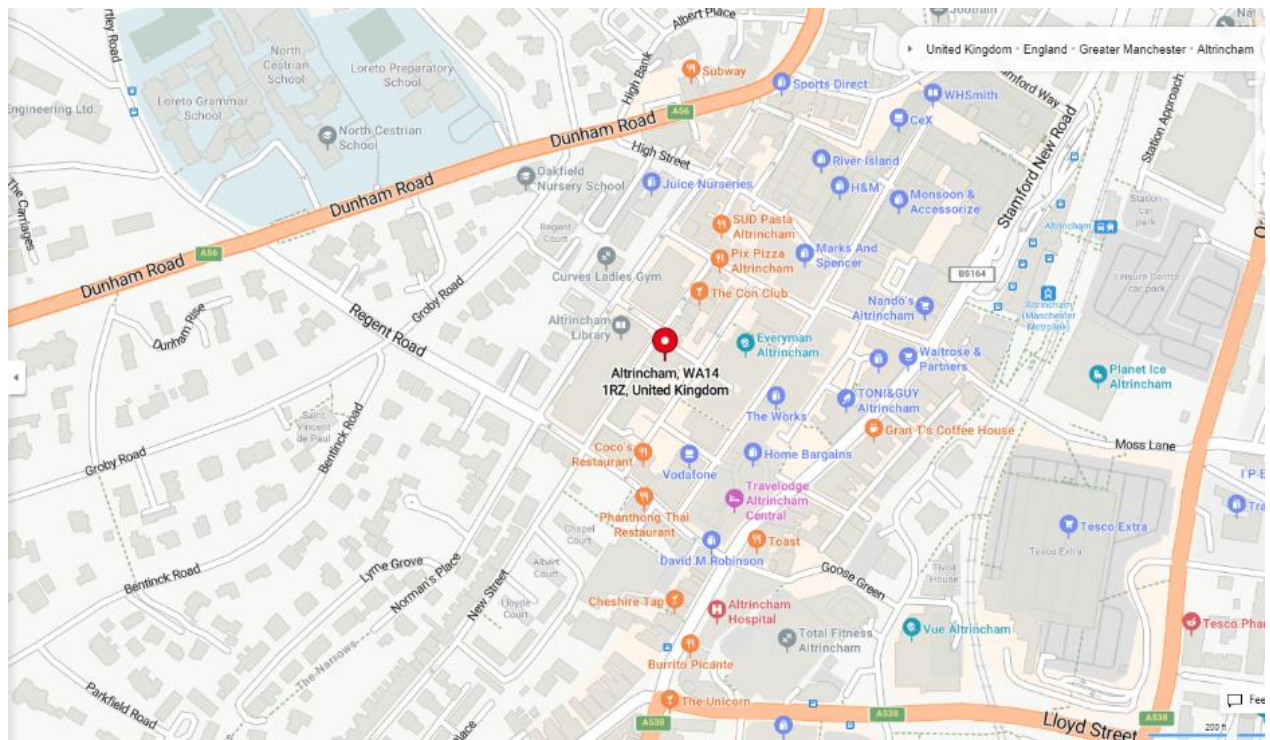 Albert Place
United Kingdom · England · Greater Manchester · Altrincham
North
Cestrian
School
Loreto Preparatory
School
High Bank
Subway
Sports Direct
Stamford Way
WHSmith
Station Approach
Engineering Ltd.
Loreto Grammar
School
A56
CeX
North Cestrian
School
Dunham Road
High Street
River Island
Stamford New Road
Oakfield
Nursery School
Juice Nurseries
H&M
The Carriages
Dunham Road
Monsoon &
Accessorize
Station
car
park
SUD Pasta
Altrincham
Regent
Court
Altrincham
A56
Marks And
Spencer
Curves Ladies Gym
Pix Pizza
Altrincham
B5164
Leisure Centre
car park
Dunham Road
Groby Road
The Con Club
Nando's
Altrincham
Altrincham
(Manchester
Metrolink)
Dunham Rise
Regent Road
Altrincham
Library
Everyman
Altrincham
Waitrose &
Partners
Altrincham, WA14
1RZ, United Kingdom
Planet Ice
Altrincham
TONI&GUY
Altrincham
The Works
Saint
Vincent
de Paul
Bentinck Road
Gran T's Coffee House
Moss Lane
Groby Road
Coco's
Restaurant
Vodafone
Home Bargains
Travelodge
Altrincham
Central
Phanthong Thai
Restaurant
Tesco Extra
Tesco Extra
Chapel
Court
David M Robinson
Toast
Lyme Grove
Albert
Court
Goose Green
Tivoli
House
Bentinck Road
Norman's Place
New Street
Lloyde
Court
Cheshire Tap
Altrincham
Hospital
Vue Altrincham
Total Fitness
Altrincham
The Narrows
Burrito Picante
Parkfield Road
The Unicorn
A538
A538
Lloyd Street
A538
200 ft